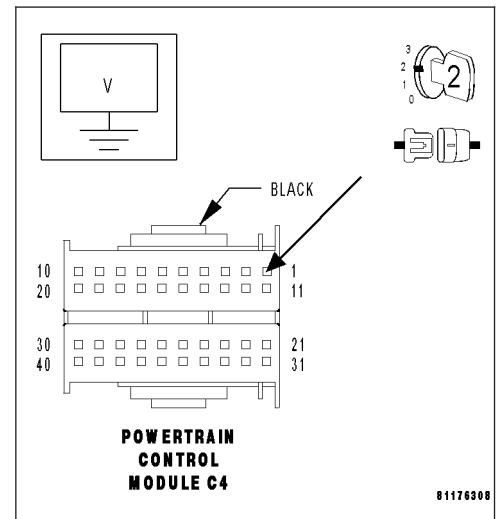 V
3
2
1
0
2
BLACK
10 1
20 11
30 21
40 31
POWERTRAIN
CONTROL
MODULE C4
81176308